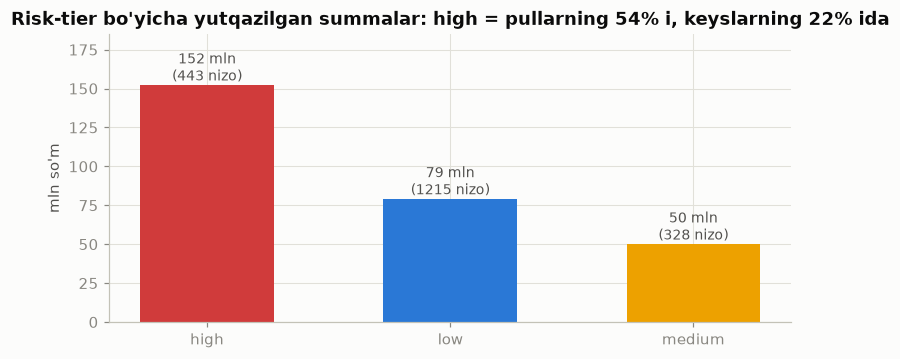 Risk-tier bo'yicha yutqazilgan summalar: high = pullarning 54% i, keyslarning 22% ida
175
150
125
100
75
50
25
0
mln so'm
152 mln
(443 nizo)
79 mln
(1215 nizo)
50 mln
(328 nizo)
high
low
medium